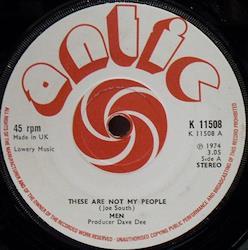 antic
45 rpm
Made in UK
Lowery Music
K 11508
K 11508 A
℗ 1974
3.05
Side A
STEREO
THESE ARE NOT MY PEOPLE
(Joe South)
MEN
Producer Dave Dee
ALL RIGHTS OF THE MANUFACTURER AND OF THE OWNER OF THE RECORDED WORK RESERVED · UNAUTHORISED COPYING PUBLIC PERFORMANCE AND BROADCASTING OF THIS RECORD PROHIBITED